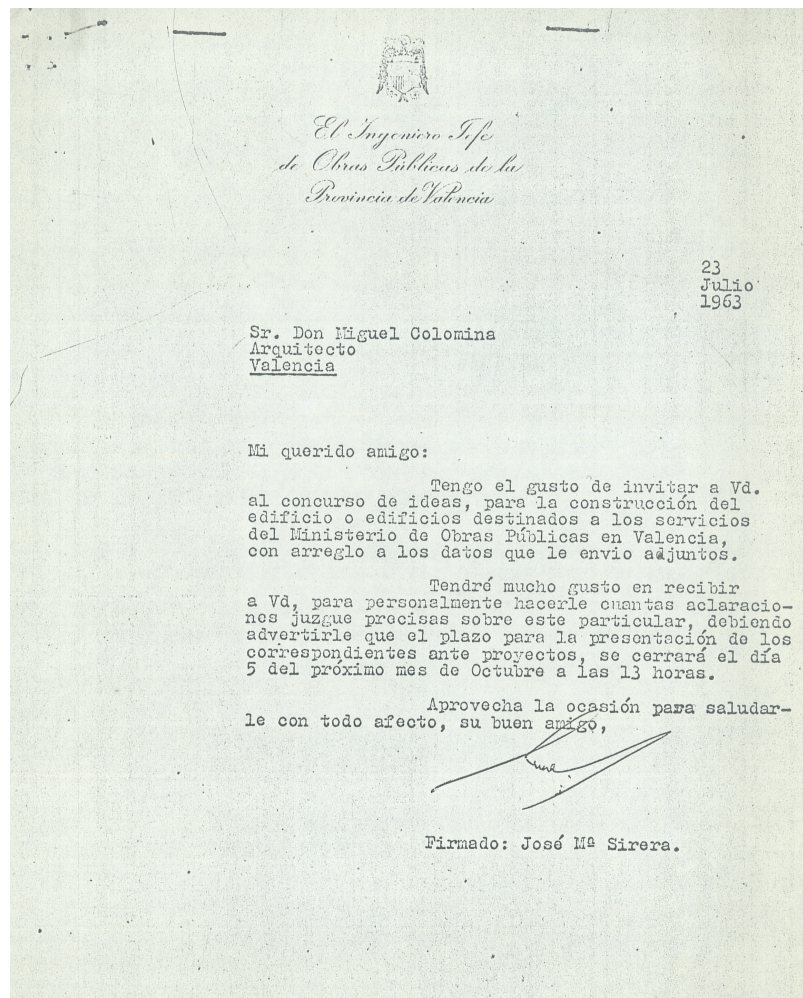 El Ingeniero Jefe
de Obras Públicas de la
Provincia de Valencia
23
Julio
1963
Sr. Don Miguel Colomina
Arquitecto
Valencia
Mi querido amigo:
Tengo el gusto de invitar a Vd.
al concurso de ideas, para la construcción del
edificio o edificios destinados a los servicios
del Ministerio de Obras Públicas en Valencia,
con arreglo a los datos que le envio adjuntos.
Tendré mucho gusto en recibir
a Vd, para personalmente hacerle cuantas aclaracio-
nes juzgue precisas sobre este particular, debiendo
advertirle que el plazo para la presentación de los
correspondientes ante proyectos, se cerrará el día
5 del próximo mes de Octubre a las 13 horas.
Aprovecha la ocasión para saludar-
le con todo afecto, su buen amigo,
Firmado: José Mª Sirera.